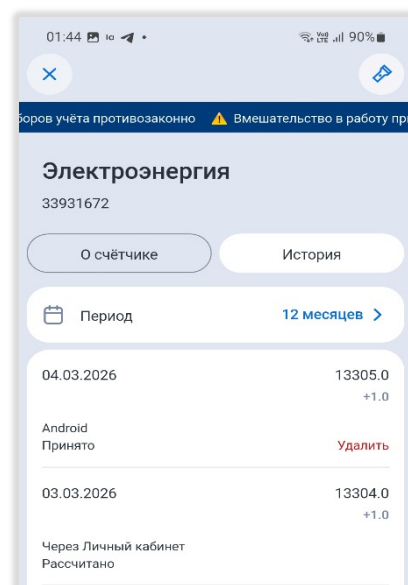 01:44
90%
боров учёта противозаконно ⚠ Вмешательство в работу при
Электроэнергия
33931672
О счётчике История
Период 12 месяцев >
04.03.2026 13305.0
+1.0
Android
Принято Удалить
03.03.2026 13304.0
+1.0
Через Личный кабинет
Рассчитано